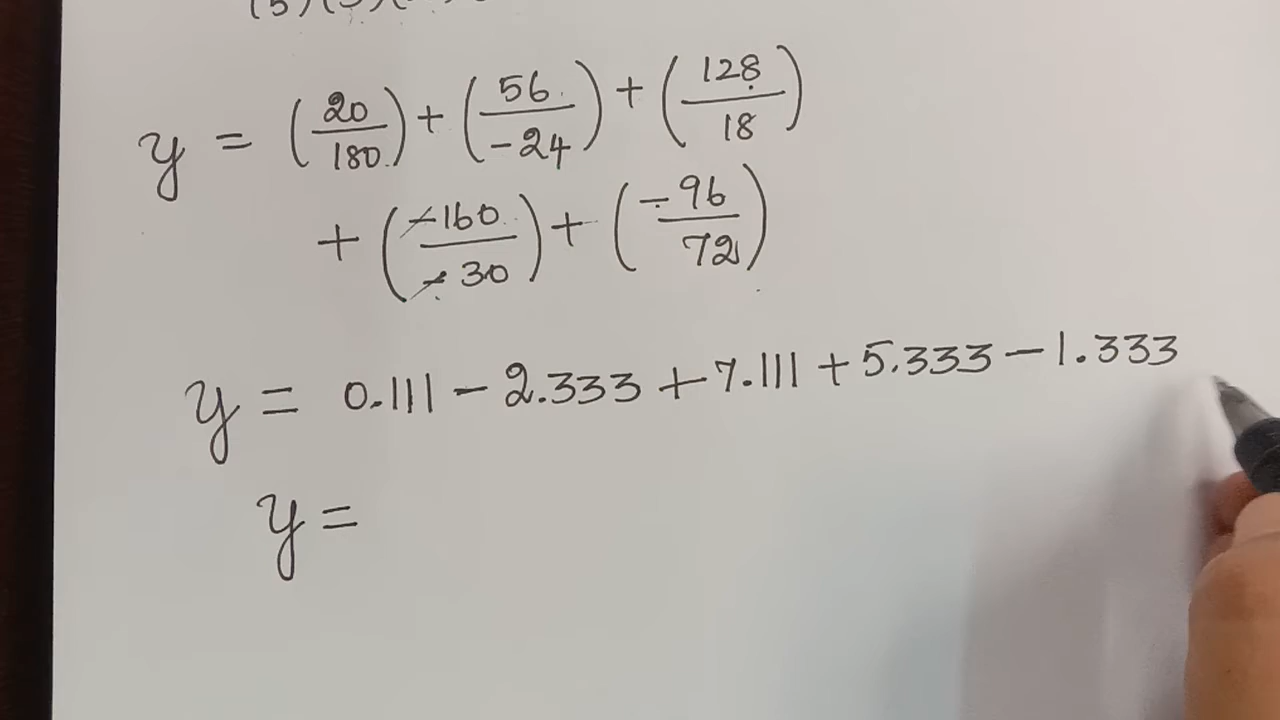 y = (20/180) + (56/-24) + (128/18)
+ (-160/-30) + (-96/72)
y = 0.111 - 2.333 + 7.111 + 5.333 - 1.333
y =